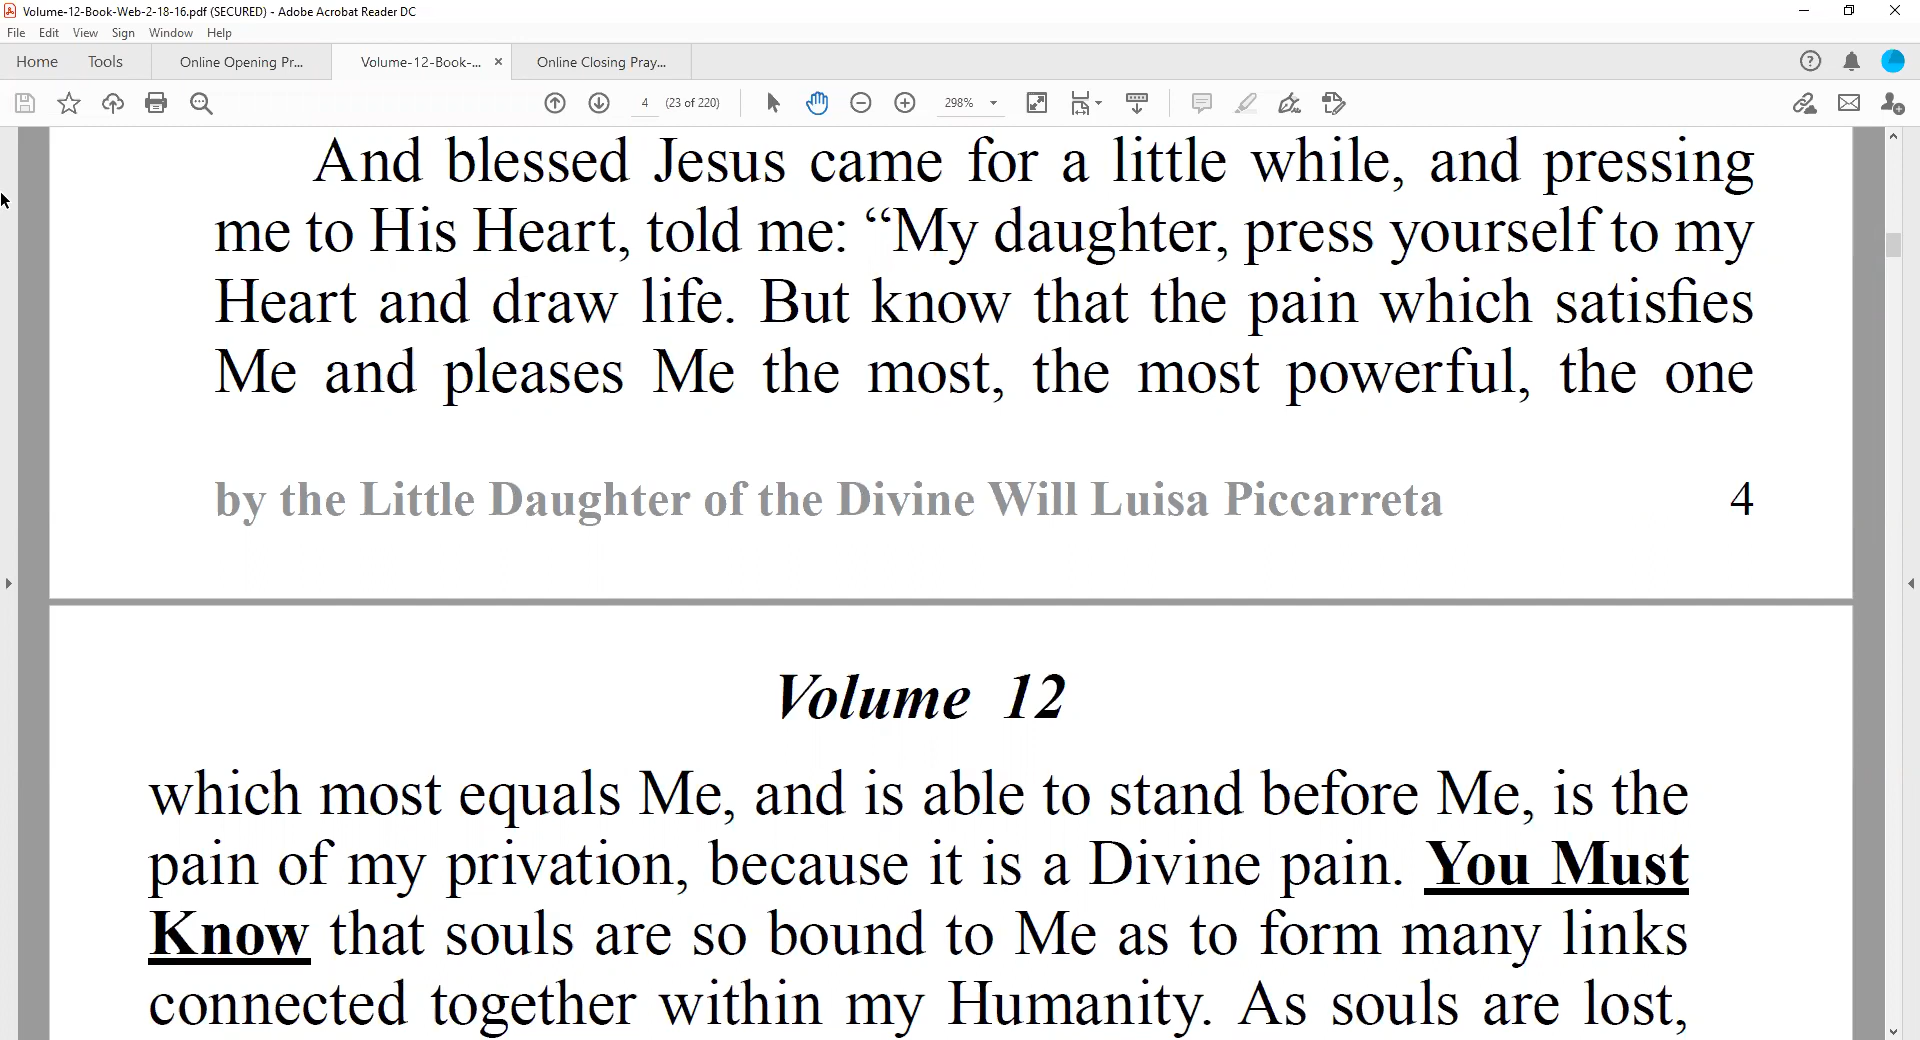 Volume-12-Book-Web-2-18-16.pdf (SECURED) - Adobe Acrobat Reader DC
File Edit View Sign Window Help
Home Tools Online Opening Pr... Volume-12-Book-... × Online Closing Pray...
4 (23 of 220) 298%
And blessed Jesus came for a little while, and pressing
me to His Heart, told me: “My daughter, press yourself to my
Heart and draw life. But know that the pain which satisfies
Me and pleases Me the most, the most powerful, the one
by the Little Daughter of the Divine Will Luisa Piccarreta 4
Volume 12
which most equals Me, and is able to stand before Me, is the
pain of my privation, because it is a Divine pain. You Must
Know that souls are so bound to Me as to form many links
connected together within my Humanity. As souls are lost,